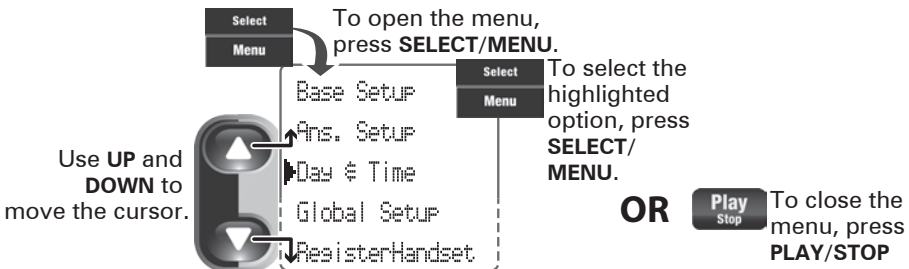 Select
Menu
To open the menu,
press SELECT/MENU.
Base Setup
Ans. Setup
Day & Time
Global Setup
RegisterHandset
Use UP and
DOWN to
move the cursor.
Select
Menu
To select the
highlighted
option, press
SELECT/
MENU.
OR
Play
Stop
To close the
menu, press
PLAY/STOP